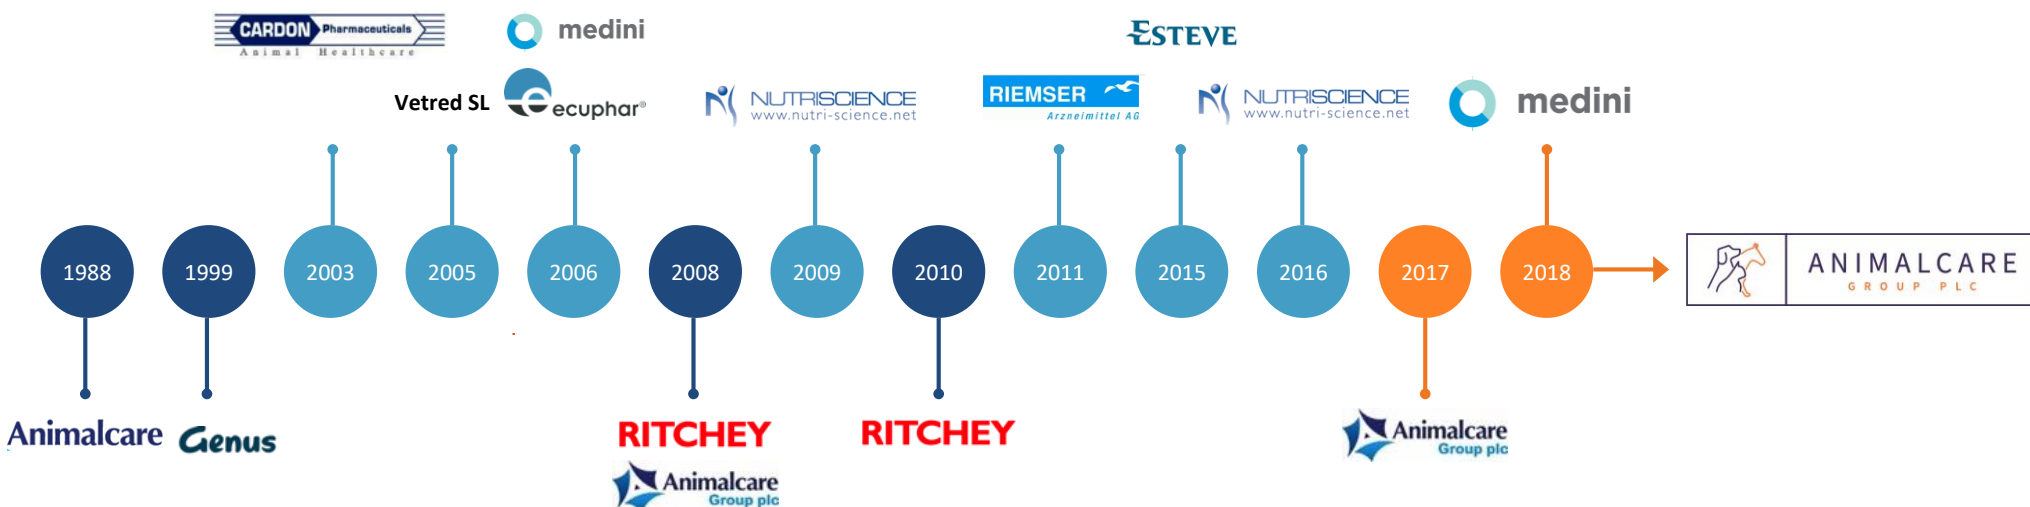 CARDON Pharmaceuticals
Animal Healthcare
medini
ESTEVE
Vetred SL
ecuphar®
NUTRISCIENCE
www.nutri-science.net
RIEMSER
Arzneimittel AG
NUTRISCIENCE
www.nutri-science.net
medini
1988
1999
2003
2005
2006
2008
2009
2010
2011
2015
2016
2017
2018
ANIMALCARE
GROUP PLC
Animalcare
Genus
RITCHEY
Animalcare
Group plc
RITCHEY
Animalcare
Group plc